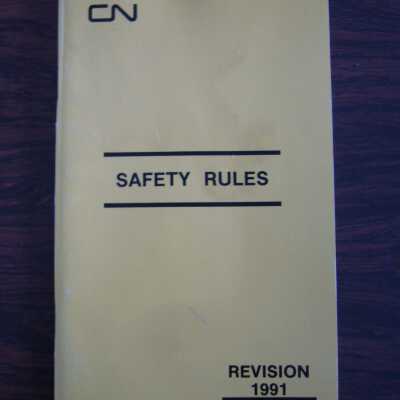 CN
SAFETY RULES
REVISION
1991